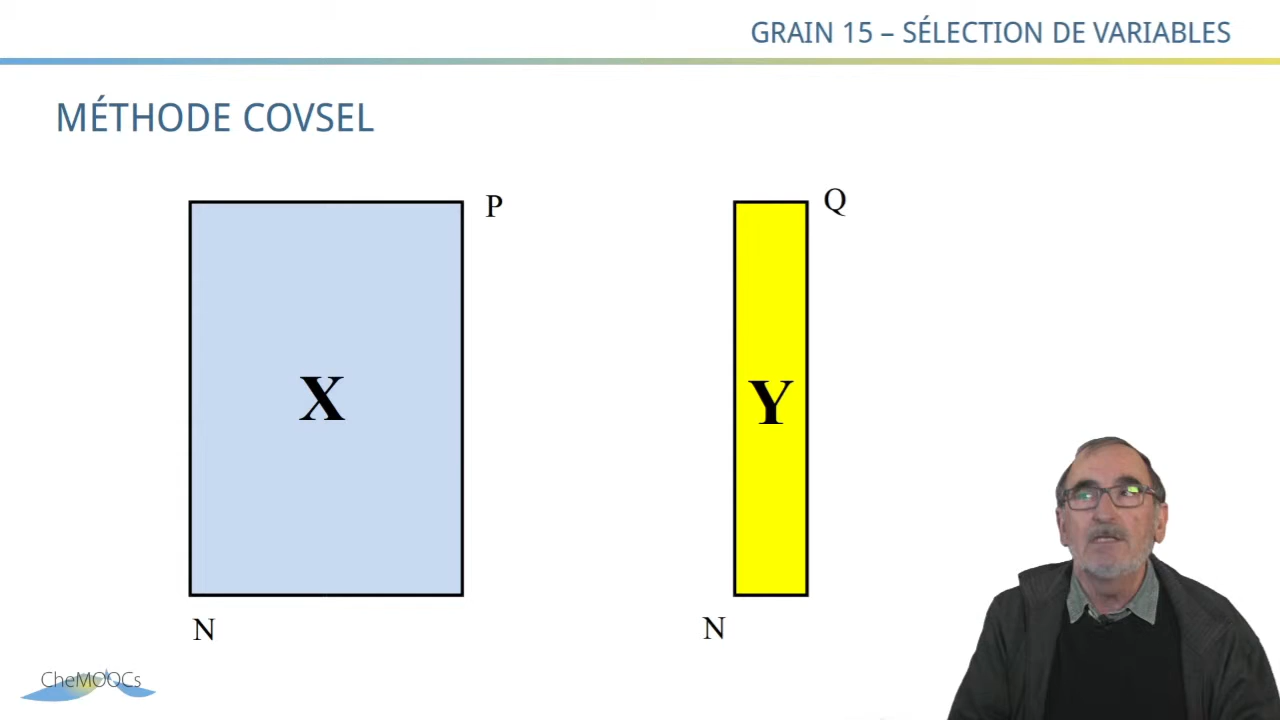 GRAIN 15 – SÉLECTION DE VARIABLES
MÉTHODE COVSEL
P
Q
X
Y
N
N
CheMOOCs